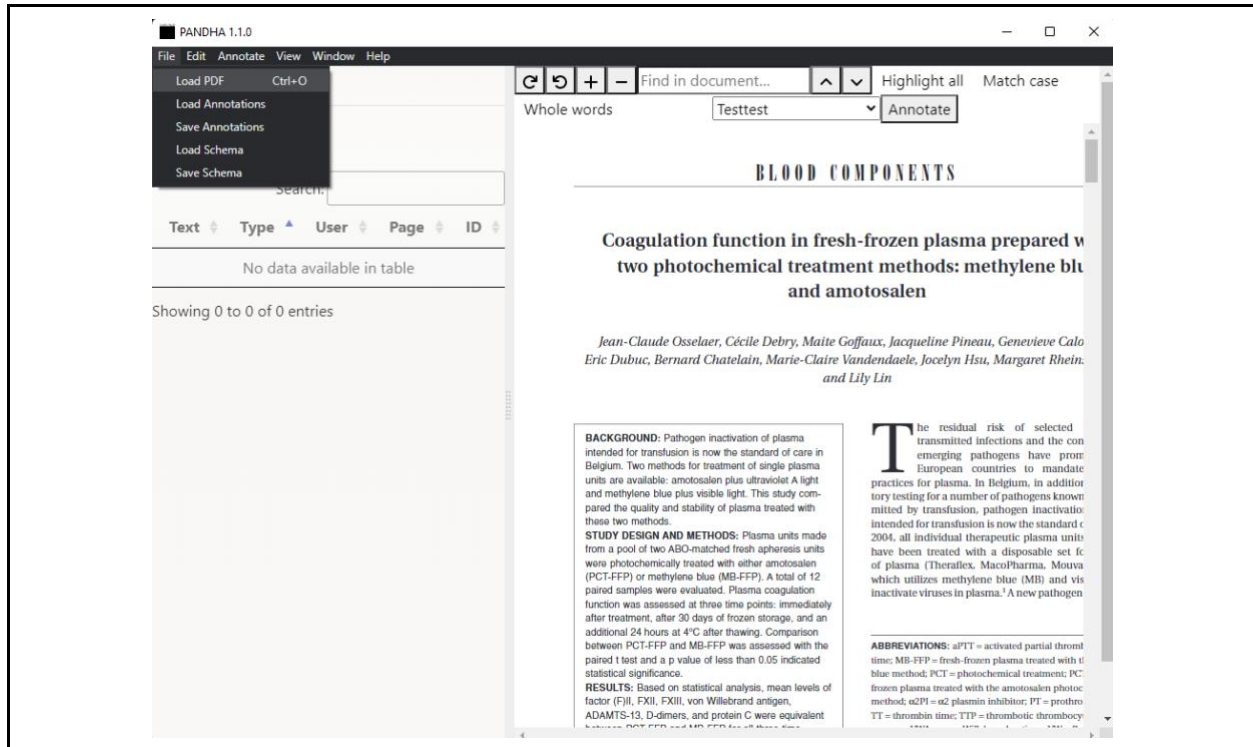 PANDHA 1.1.0
File Edit Annotate View Window Help
Load PDF Ctrl+O
Load Annotations
Save Annotations
Load Schema
Save Schema
Search:
Text Type User Page ID
No data available in table
Showing 0 to 0 of 0 entries
Find in document... Highlight all Match case
Whole words Testtest Annotate
BLOOD COMPONENTS
Coagulation function in fresh-frozen plasma prepared w
two photochemical treatment methods: methylene blu
and amotosalen
Jean-Claude Osselaer, Cécile Debry, Maite Goffaux, Jacqueline Pineau, Genevieve Calo
Eric Dubuc, Bernard Chatelain, Marie-Claire Vandendaele, Jocelyn Hsu, Margaret Rhein
and Lily Lin
BACKGROUND: Pathogen inactivation of plasma
intended for transfusion is now the standard of care in
Belgium. Two methods for treatment of single plasma
units are available: amotosalen plus ultraviolet A light
and methylene blue plus visible light. This study com-
pared the quality and stability of plasma treated with
these two methods.
STUDY DESIGN AND METHODS: Plasma units made
from a pool of two ABO-matched fresh apheresis units
were photochemically treated with either amotosalen
(PCT-FFP) or methylene blue (MB-FFP). A total of 12
paired samples were evaluated. Plasma coagulation
function was assessed at three time points: immediately
after treatment, after 30 days of frozen storage, and an
additional 24 hours at 4°C after thawing. Comparison
between PCT-FFP and MB-FFP was assessed with the
paired t test and a p value of less than 0.05 indicated
statistical significance.
RESULTS: Based on statistical analysis, mean levels of
factor (F)II, FXII, FXIII, von Willebrand antigen,
ADAMTS-13, D-dimers, and protein C were equivalent
The residual risk of selected
transmitted infections and the con
emerging pathogens have prom
European countries to mandate
practices for plasma. In Belgium, in addition
tory testing for a number of pathogens known
mitted by transfusion, pathogen inactivation
intended for transfusion is now the standard c
2004, all individual therapeutic plasma units
have been treated with a disposable set fo
of plasma (Theraflex, MacoPharma, Mouva
which utilizes methylene blue (MB) and vis
inactivate viruses in plasma.1 A new pathogen
ABBREVIATIONS: aPTT = activated partial thromb
time; MB-FFP = fresh-frozen plasma treated with t
blue method; PCT = photochemical treatment; PC
frozen plasma treated with the amotosalen photoc
method; α2PI = α2 plasmin inhibitor; PT = prothro
TT = thrombin time; TTP = thrombotic thrombocy